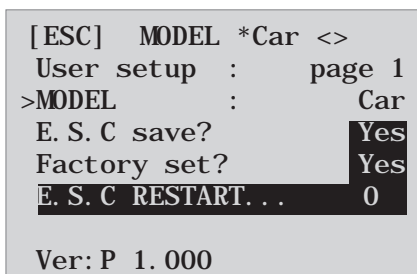 [ESC] MODEL *Car <>
User setup : page 1
>MODEL : Car
E.S.C save? Yes
Factory set? Yes
E.S.C RESTART... 0
Ver:P 1.000